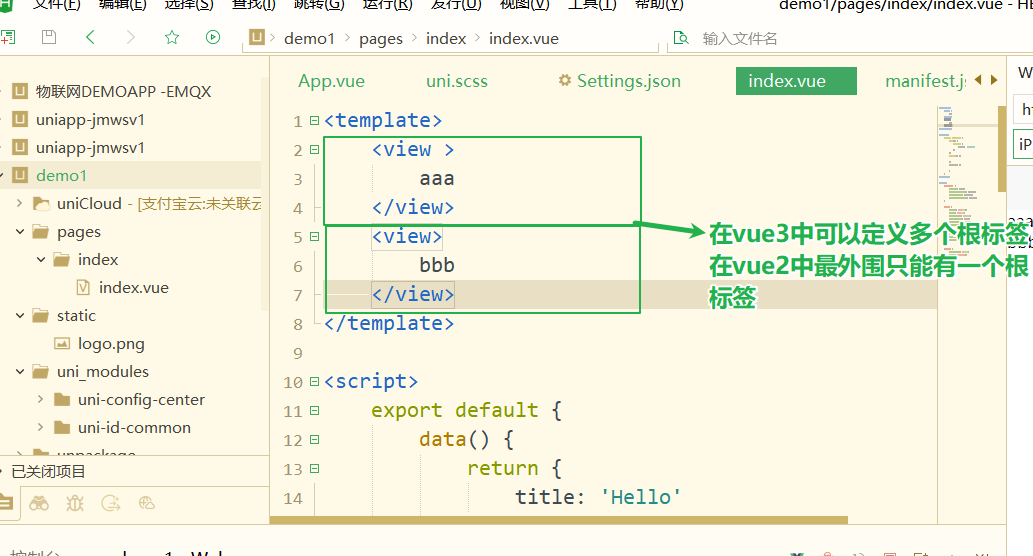 文件(F) 编辑(E) 选择(S) 查找(I) 跳转(G) 运行(R) 发行(U) 视图(V) 工具(T) 帮助(Y) demo1/pages/index/index.vue - HE
U demo1 pages index index.vue 输入文件名
App.vue uni.scss Settings.json index.vue manifest.js
U 物联网DEMOAPP -EMQX
U uniapp-jmwsv1
U uniapp-jmwsv1
U demo1
uniCloud - [支付宝云:未关联云
pages
index
index.vue
static
logo.png
uni_modules
uni-config-center
uni-id-common
unpackage
已关闭项目
1 <template>
2 <view >
3 aaa
4 </view>
5 <view>
6 bbb
7 </view>
8 </template>
9
10 <script>
11 export default {
12 data() {
13 return {
14 title: 'Hello'
在vue3中可以定义多个根标签
在vue2中最外围只能有一个根
标签
iP